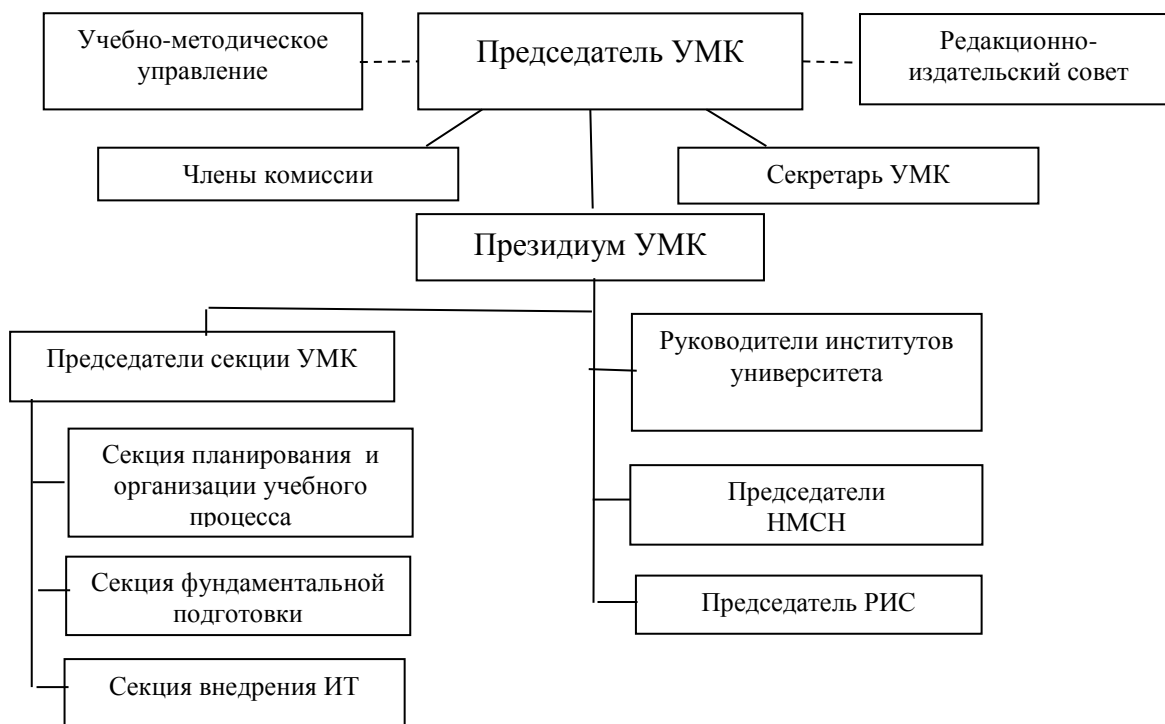 Учебно-методическое
управление
Председатель УМК
Редакционно-
издательский совет
Члены комиссии
Секретарь УМК
Президиум УМК
Председатели секции УМК
Руководители институтов
университета
Секция планирования и
организации учебного
процесса
Председатели
НМСН
Секция фундаментальной
подготовки
Председатель РИС
Секция внедрения ИТ